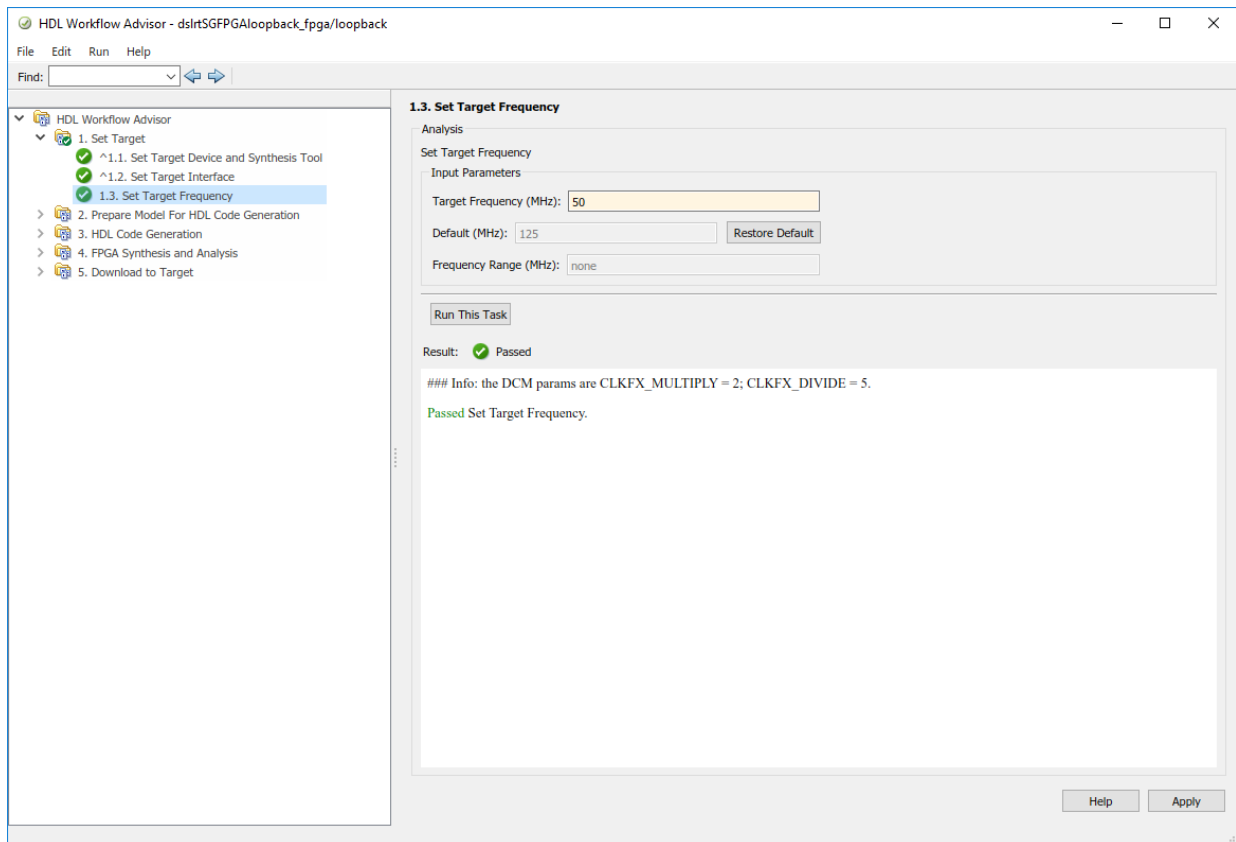 HDL Workflow Advisor - dslrtSGFPGAloopback_fpga/loopback
File Edit Run Help
Find:
HDL Workflow Advisor
1. Set Target
^1.1. Set Target Device and Synthesis Tool
^1.2. Set Target Interface
1.3. Set Target Frequency
2. Prepare Model For HDL Code Generation
3. HDL Code Generation
4. FPGA Synthesis and Analysis
5. Download to Target
1.3. Set Target Frequency
Analysis
Set Target Frequency
Input Parameters
Target Frequency (MHz): 50
Default (MHz): 125 Restore Default
Frequency Range (MHz): none
Run This Task
Result: Passed
### Info: the DCM params are CLKFX_MULTIPLY = 2; CLKFX_DIVIDE = 5.
Passed Set Target Frequency.
Help Apply